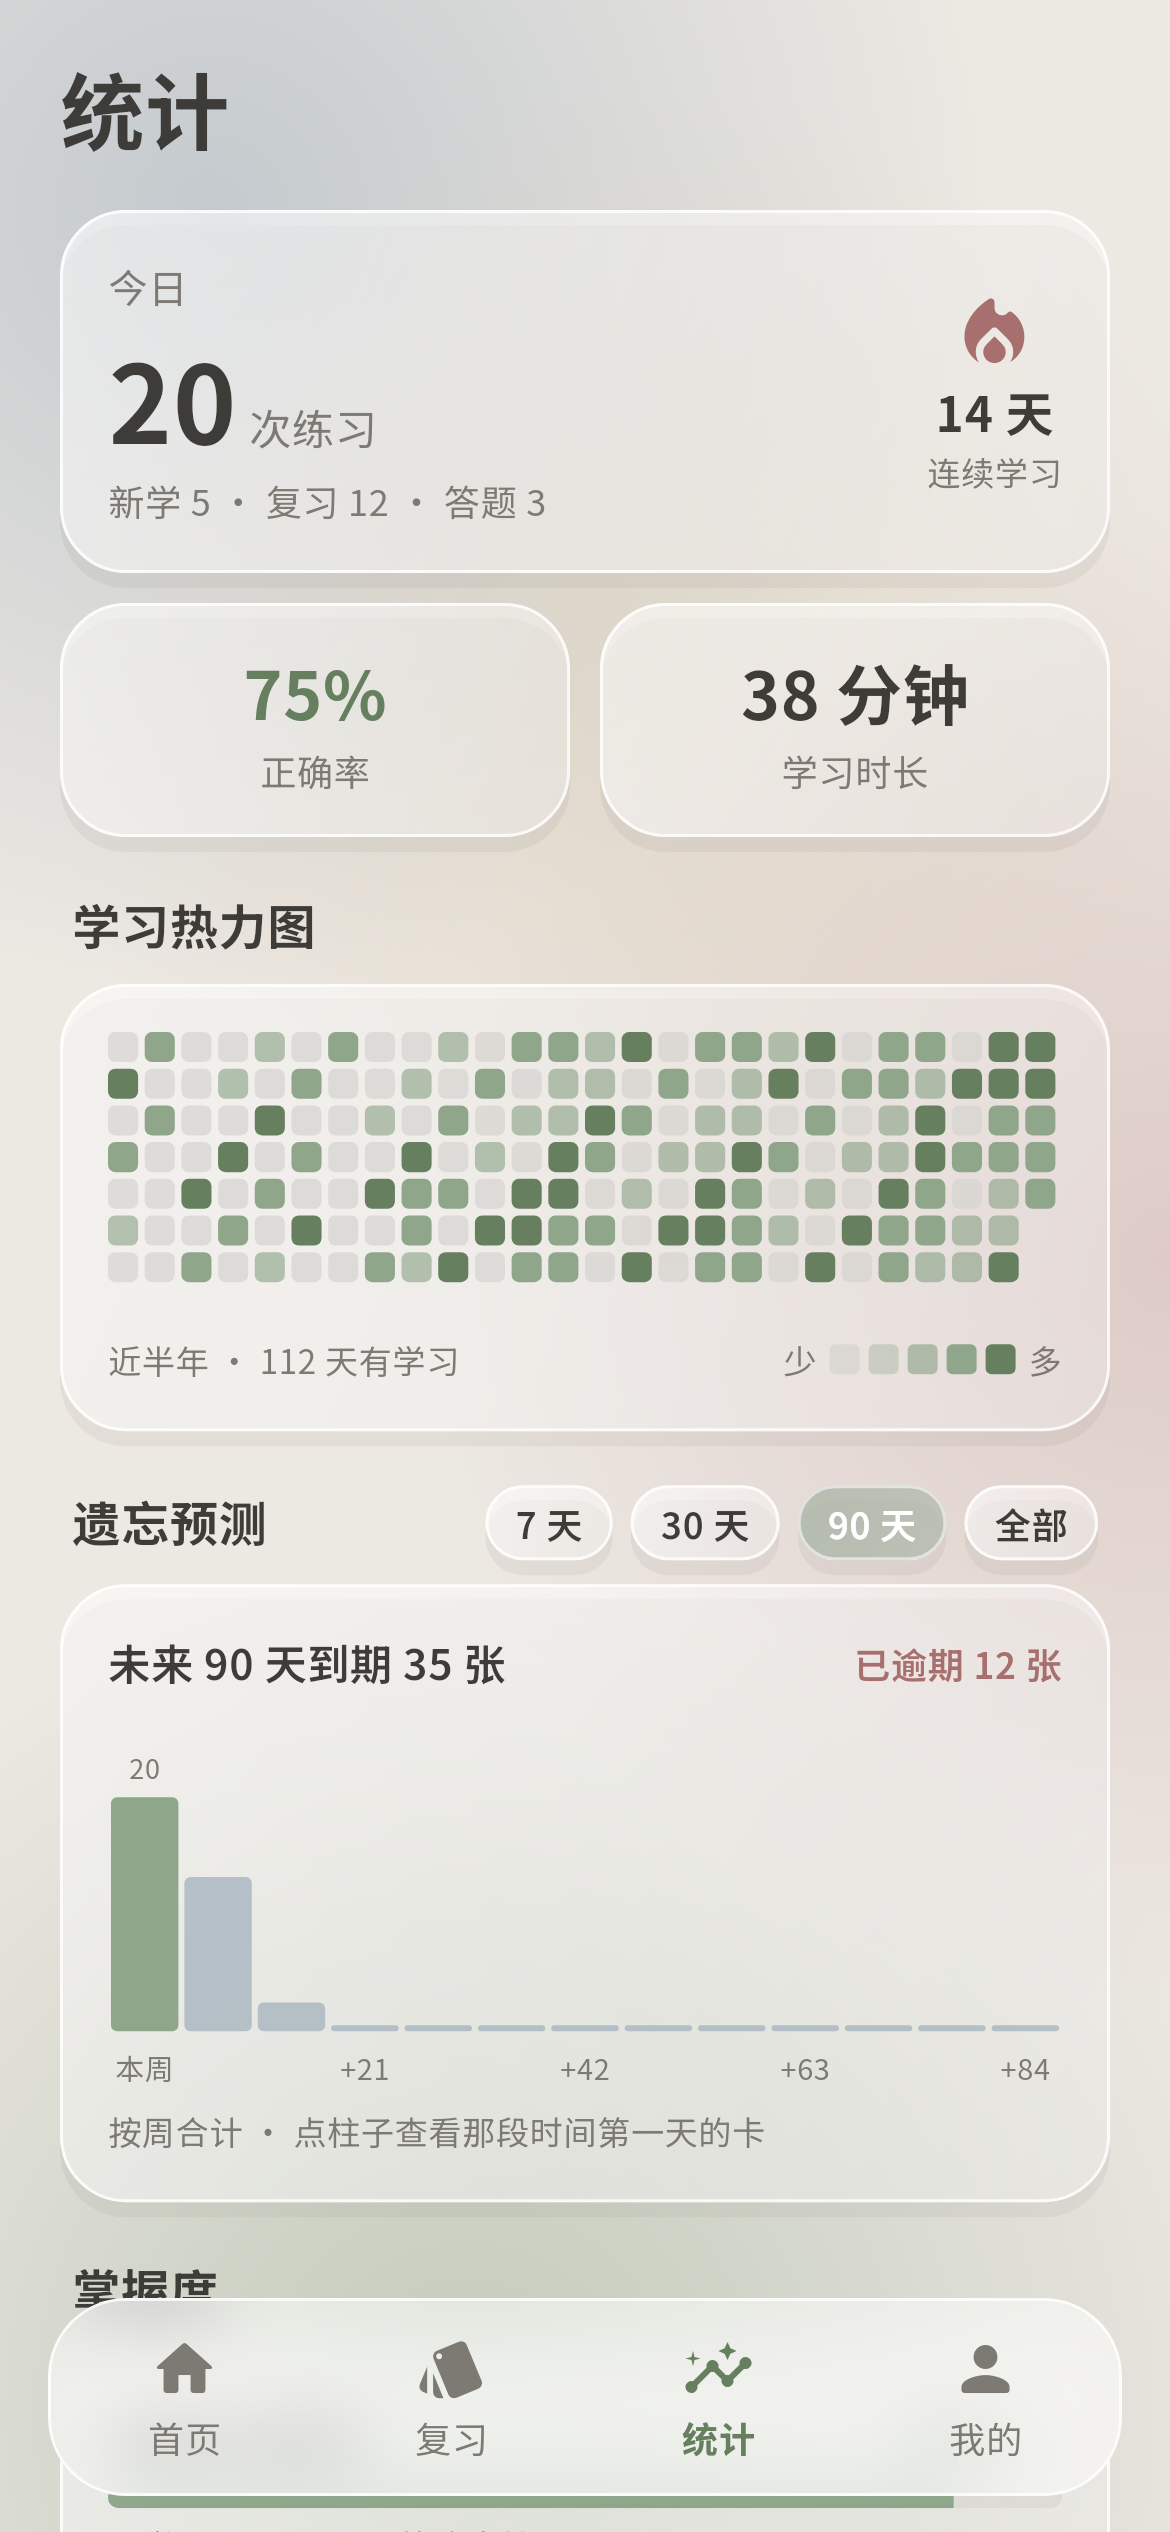 统计
今日
20 次练习
新学 5 • 复习 12 • 答题 3
14 天
连续学习
75%
正确率
38 分钟
学习时长
学习热力图
近半年 • 112 天有学习
少 多
遗忘预测
7 天 30 天 90 天 全部
未来 90 天到期 35 张
已逾期 12 张
20
本周 +21 +42 +63 +84
按周合计 • 点柱子查看那段时间第一天的卡
掌握度
首页 复习 统计 我的